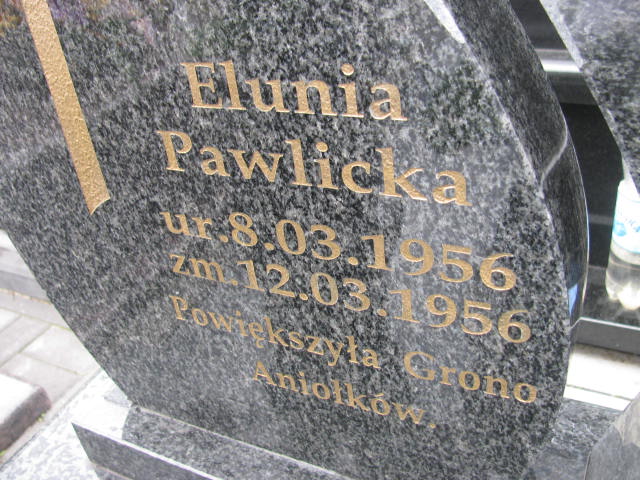 Elunia
Pawlicka
ur.8.03.1956
zm.12.03.1956
Powiększyła Grono
Aniołków.